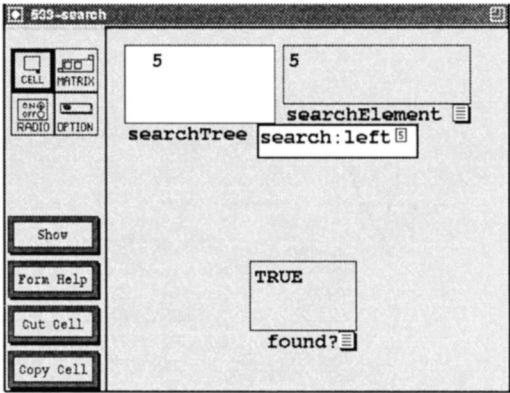 533-search
CELL
MATRIX
ON
OFF
RADIO
OPTION
5
5
searchElement
searchTree
search:left
5
Show
Form Help
Cut Cell
Copy Cell
TRUE
found?